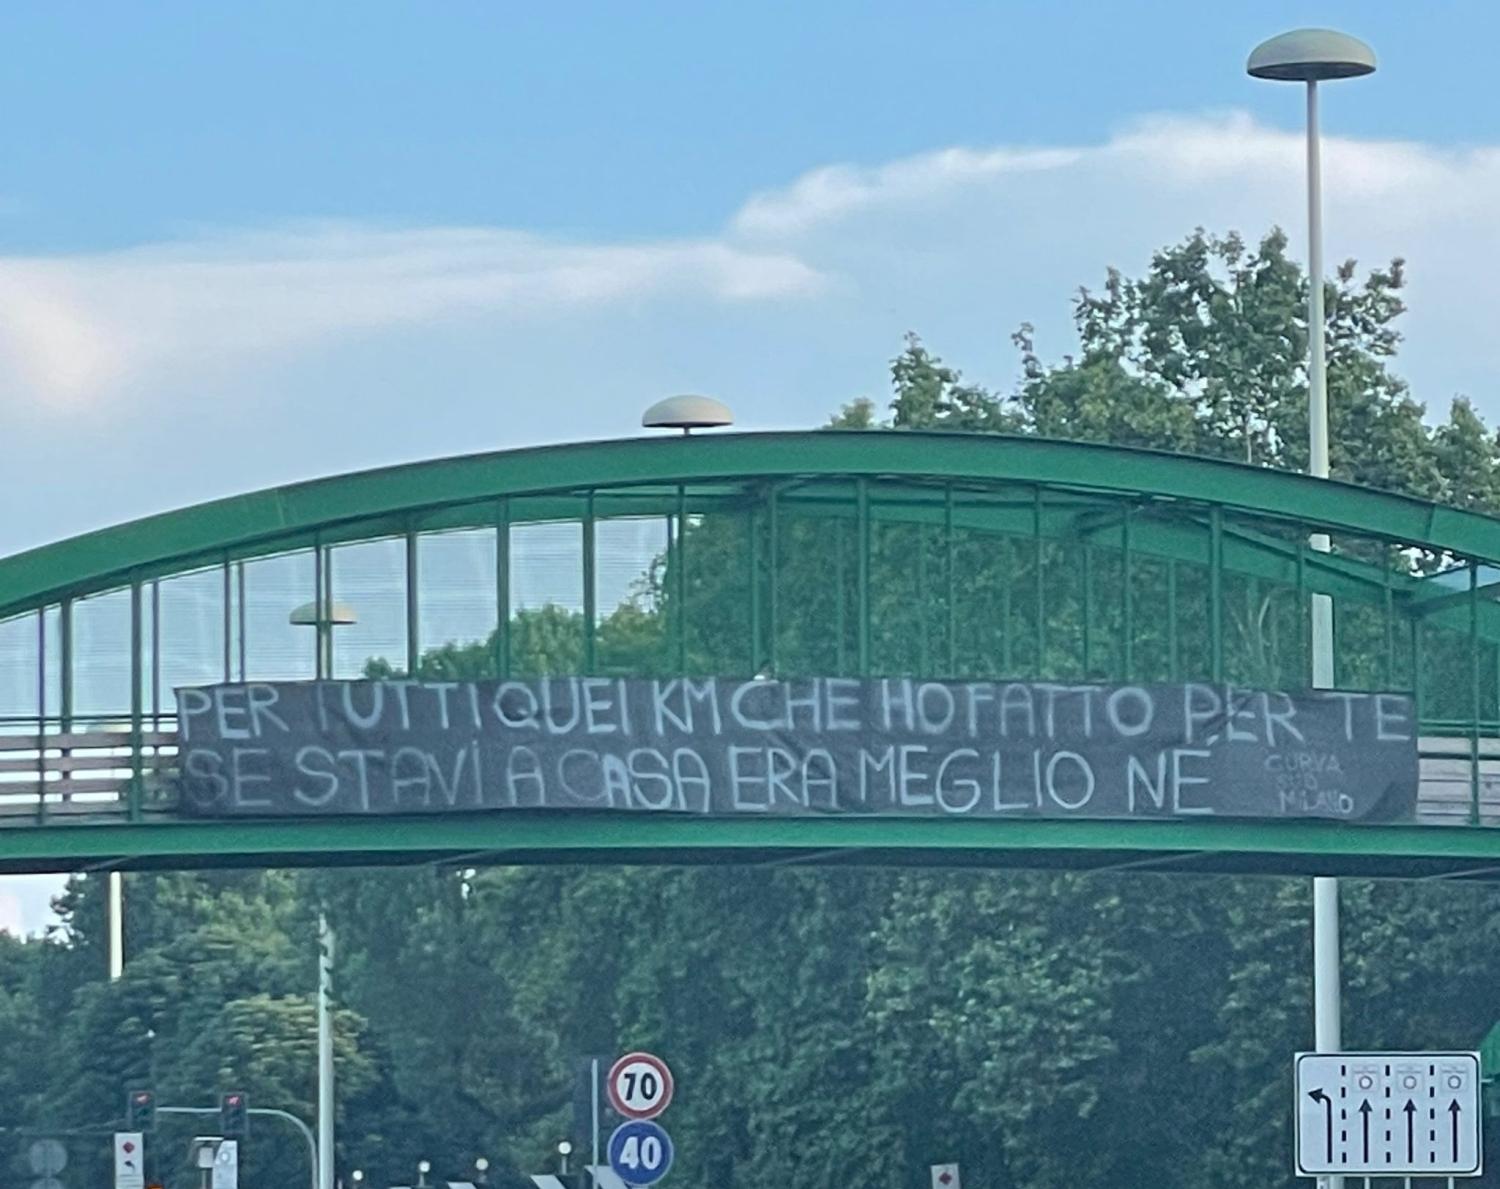 PER TUTTI QUEI KM CHE HO FATTO PER TE
SE STAVI A CASA ERA MEGLIO NÈ
CURVA
SUD
MILANO
70
40